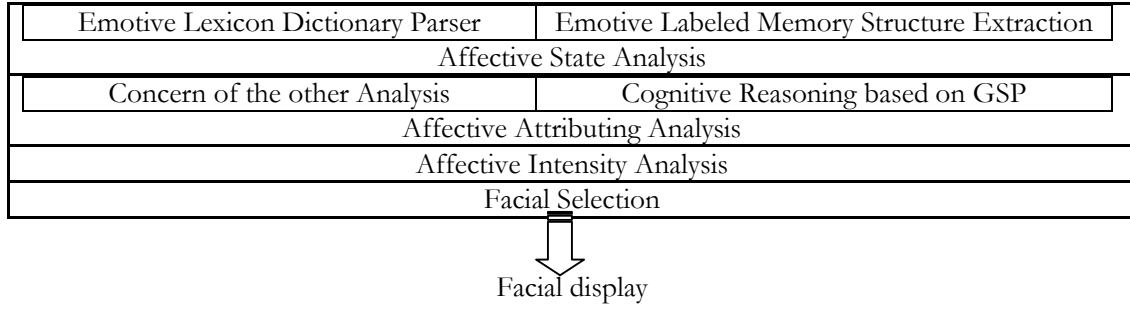 Emotive Lexicon Dictionary Parser Emotive Labeled Memory Structure Extraction
Affective State Analysis
Concern of the other Analysis Cognitive Reasoning based on GSP
Affective Attributing Analysis
Affective Intensity Analysis
Facial Selection
Facial display